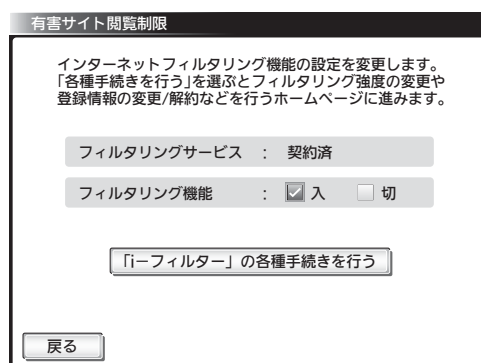 有害サイト閲覧制限
インターネットフィルタリング機能の設定を変更します。
「各種手続きを行う」を選ぶとフィルタリング強度の変更や
登録情報の変更/解約などを行うホームページに進みます。
フィルタリングサービス : 契約済
フィルタリング機能 : 入 切
「i－フィルター」の各種手続きを行う
戻る